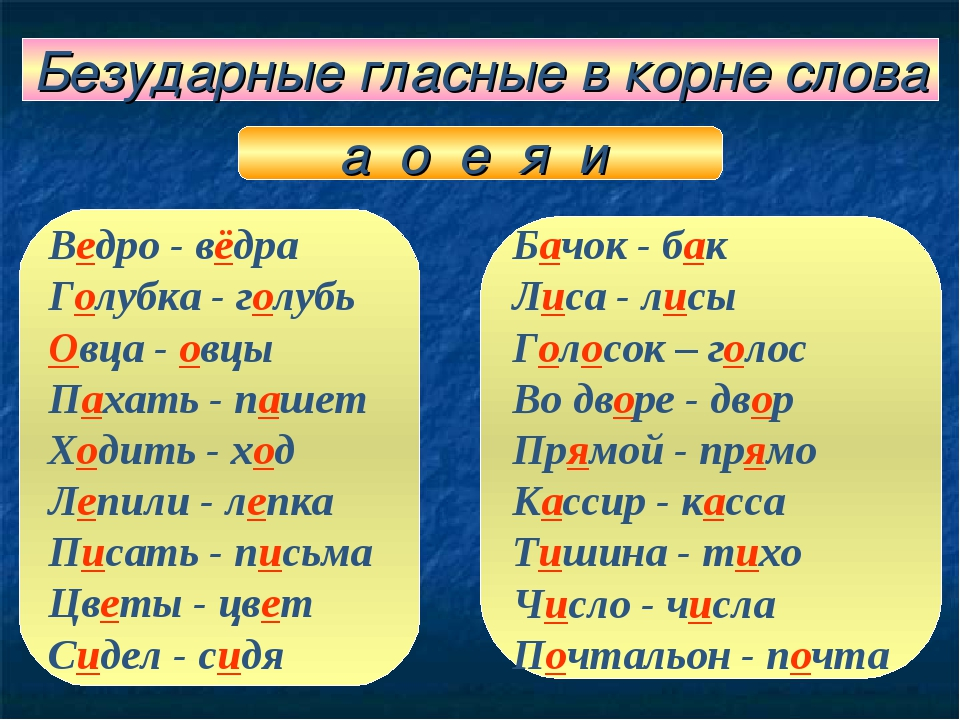 Безударные гласные в корне слова
а о е я и
Ведро - вёдра
Голубка - голубь
Овца - овцы
Пахать - пашет
Ходить - ход
Лепили - лепка
Писать - письма
Цветы - цвет
Сидел - сидя
Бачок - бак
Лиса - лисы
Голосок – голос
Во дворе - двор
Прямой - прямо
Кассир - касса
Тишина - тихо
Число - числа
Почтальон - почта